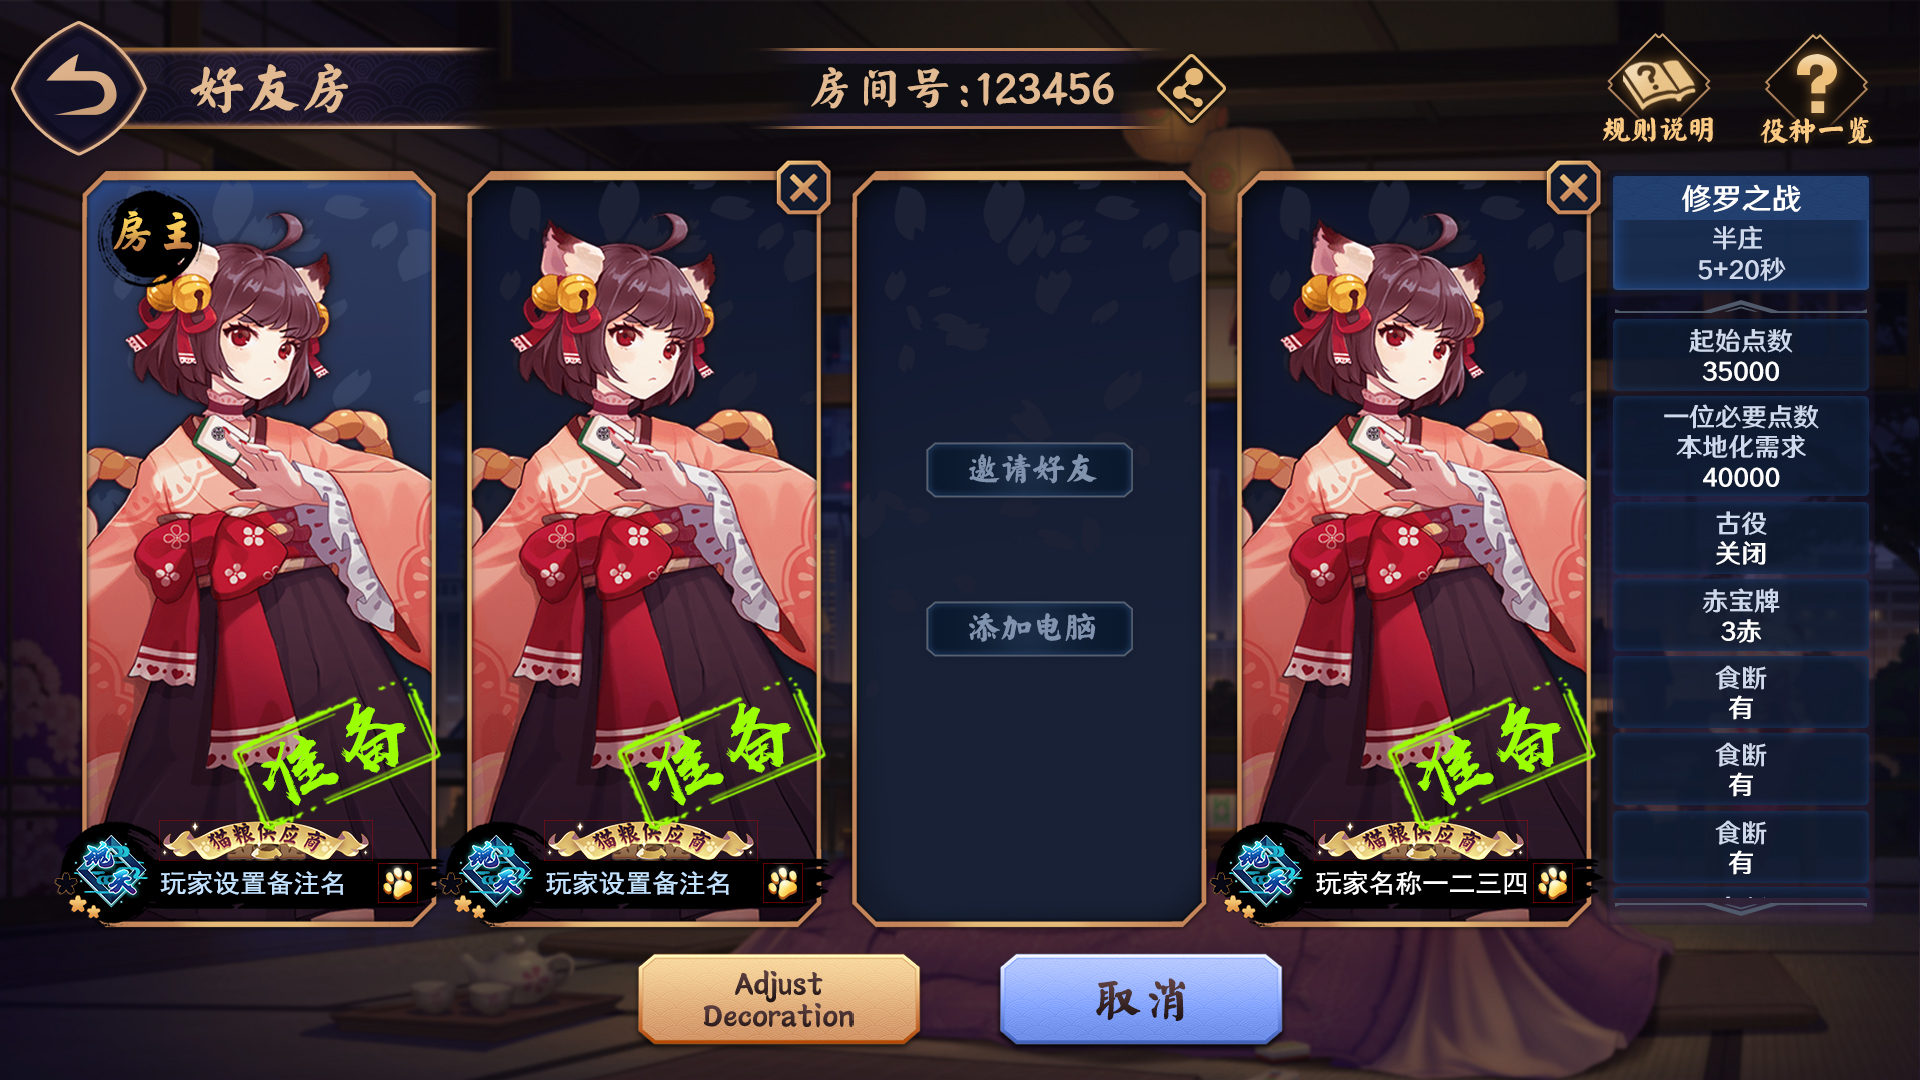 好友房
房间号:123456
规则说明
役种一览
房主
准备
猫粮供应商
地天
玩家设置备注名
准备
猫粮供应商
地天
玩家设置备注名
邀请好友
添加电脑
准备
猫粮供应商
地天
玩家名称一二三四
修罗之战
半庄
5+20秒
起始点数
35000
一位必要点数
本地化需求
40000
古役
关闭
赤宝牌
3赤
食断
有
食断
有
食断
有
Adjust
Decoration
取消